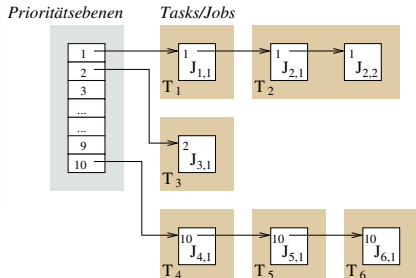 Prioritätsebenen Tasks/Jobs
1 1 J1,1 1 J2,1 J2,2
2 T1 T2
3
...
... 2 J3,1
9 T3
10
10 J4,1 10 J5,1 10 J6,1
T4 T5 T6